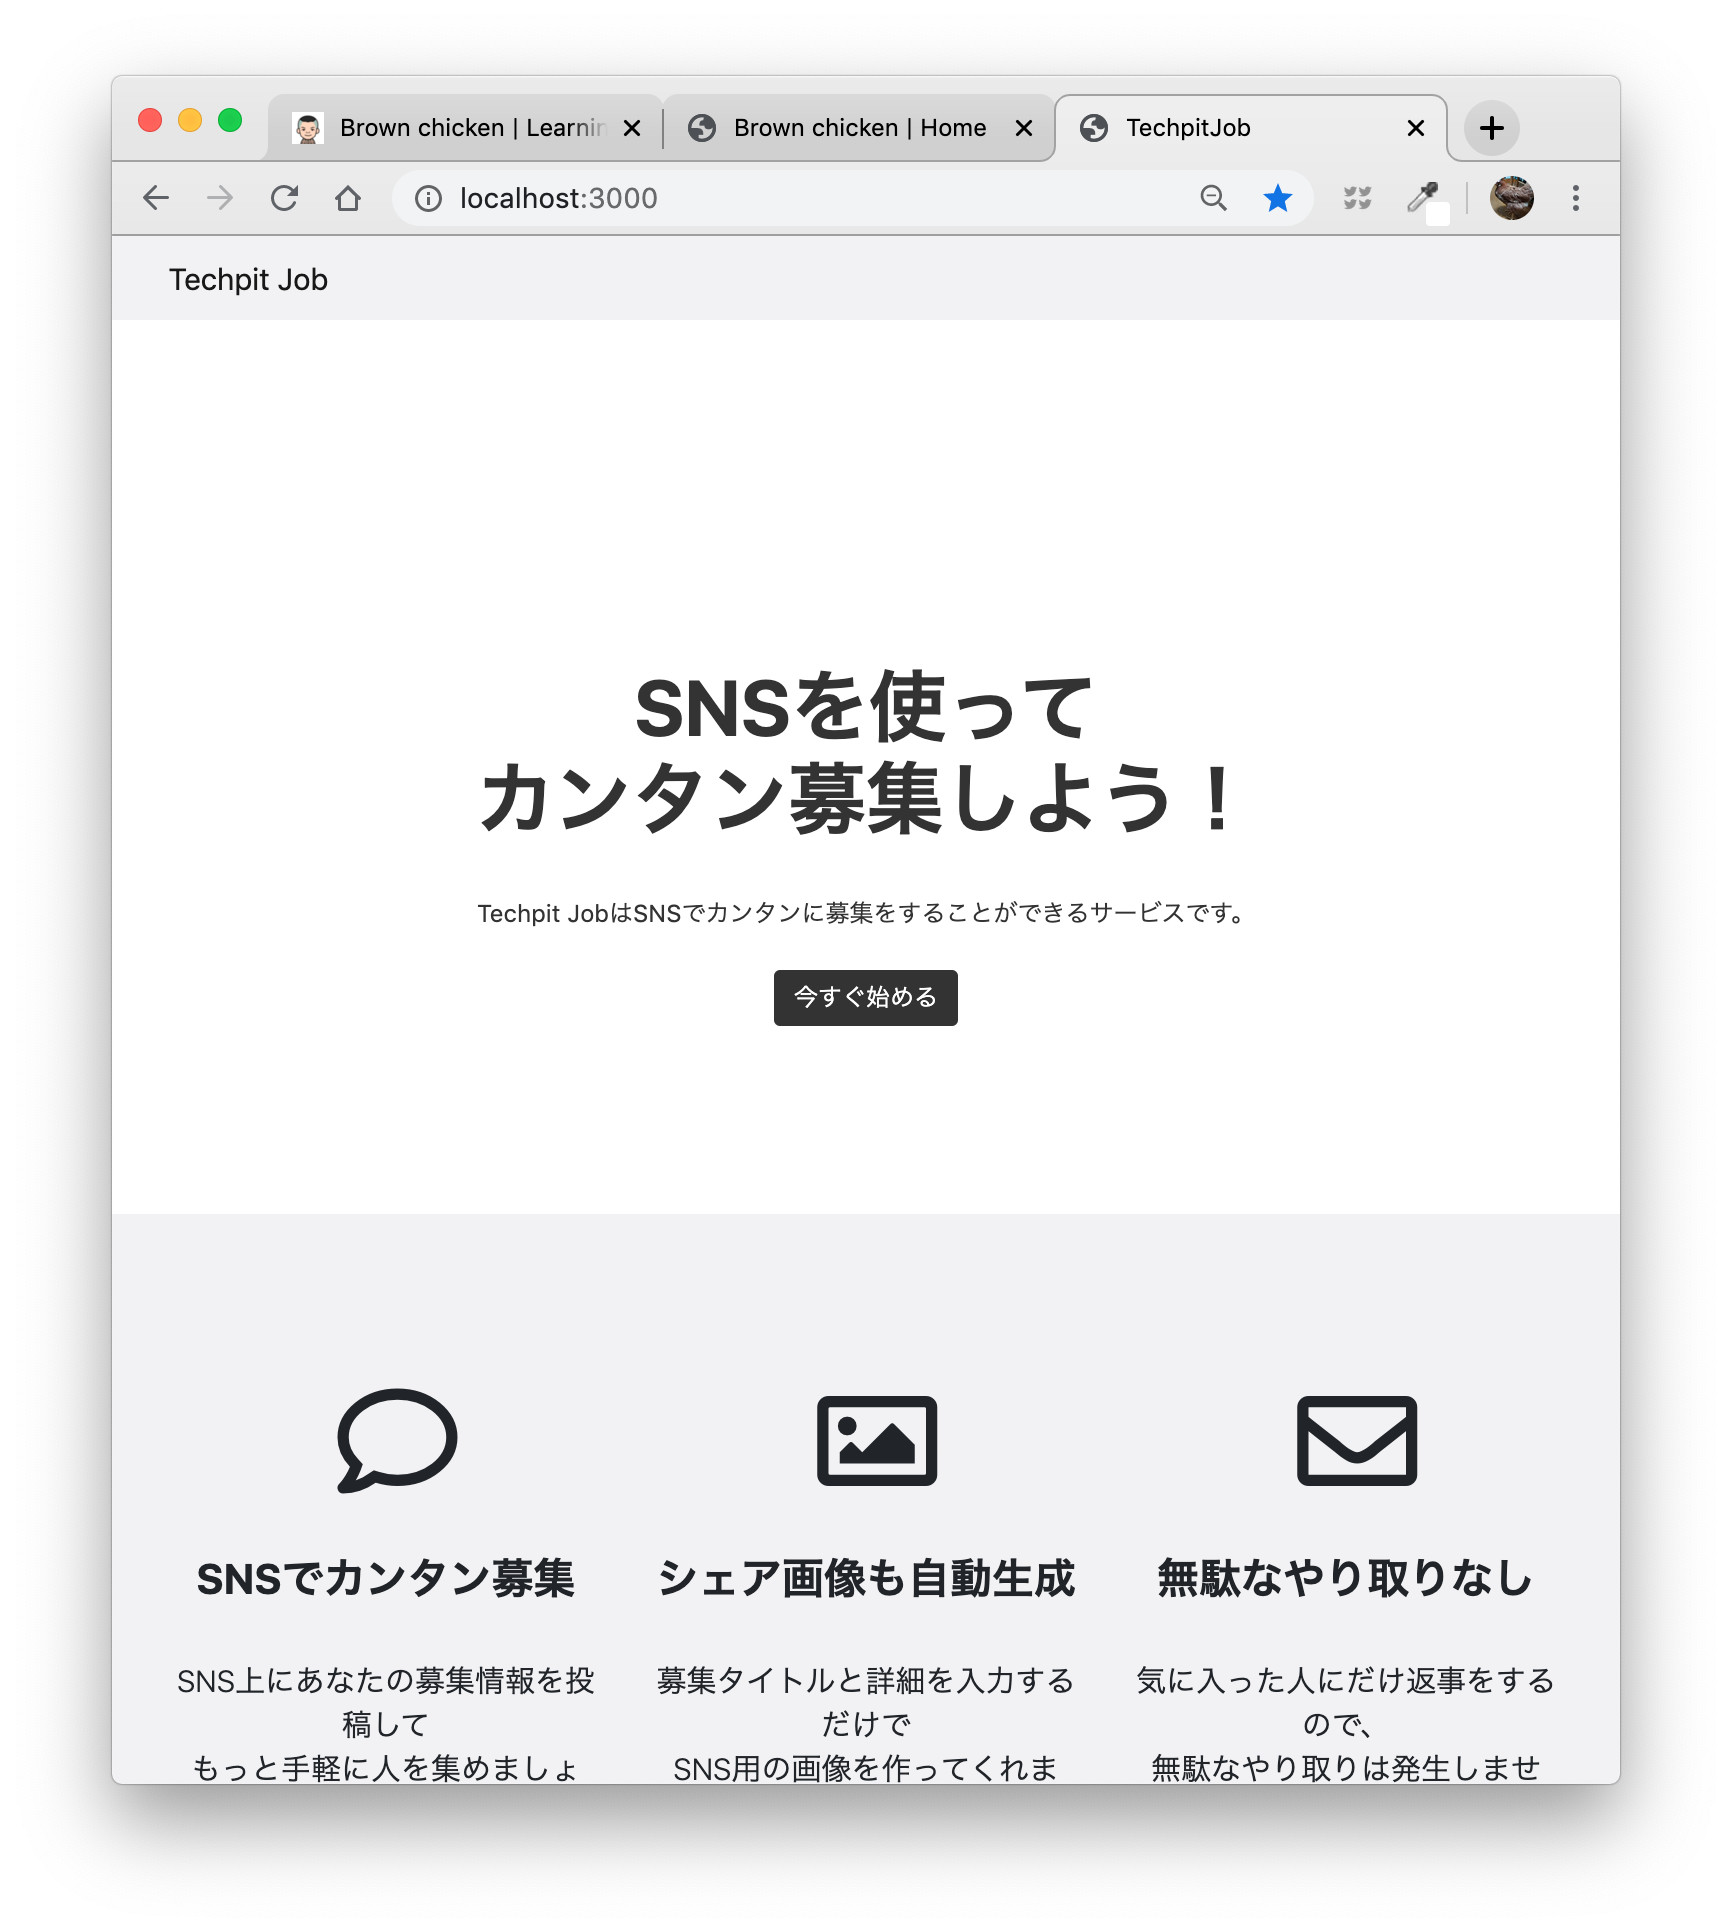 Brown chicken | Learnin
Brown chicken | Home
TechpitJob
localhost:3000
Techpit Job
SNSを使って
カンタン募集しよう！
Techpit JobはSNSでカンタンに募集をすることができるサービスです。
今すぐ始める
SNSでカンタン募集
SNS上にあなたの募集情報を投
稿して
もっと手軽に人を集めましょ
シェア画像も自動生成
募集タイトルと詳細を入力する
だけで
SNS用の画像を作ってくれま
無駄なやり取りなし
気に入った人にだけ返事をする
ので、
無駄なやり取りは発生しませ